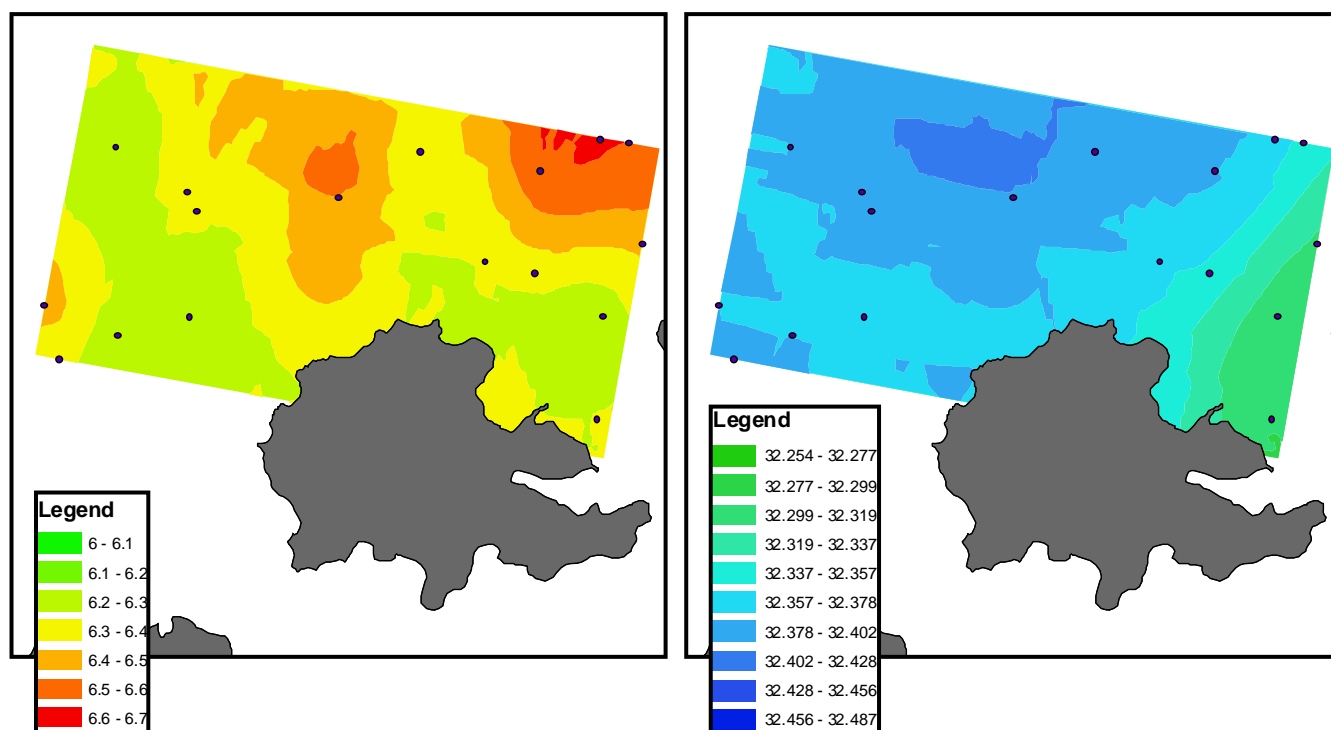 Legend
6 - 6.1
6.1 - 6.2
6.2 - 6.3
6.3 - 6.4
6.4 - 6.5
6.5 - 6.6
6.6 - 6.7
Legend
32.254 - 32.277
32.277 - 32.299
32.299 - 32.319
32.319 - 32.337
32.337 - 32.357
32.357 - 32.378
32.378 - 32.402
32.402 - 32.428
32.428 - 32.456
32.456 - 32.487